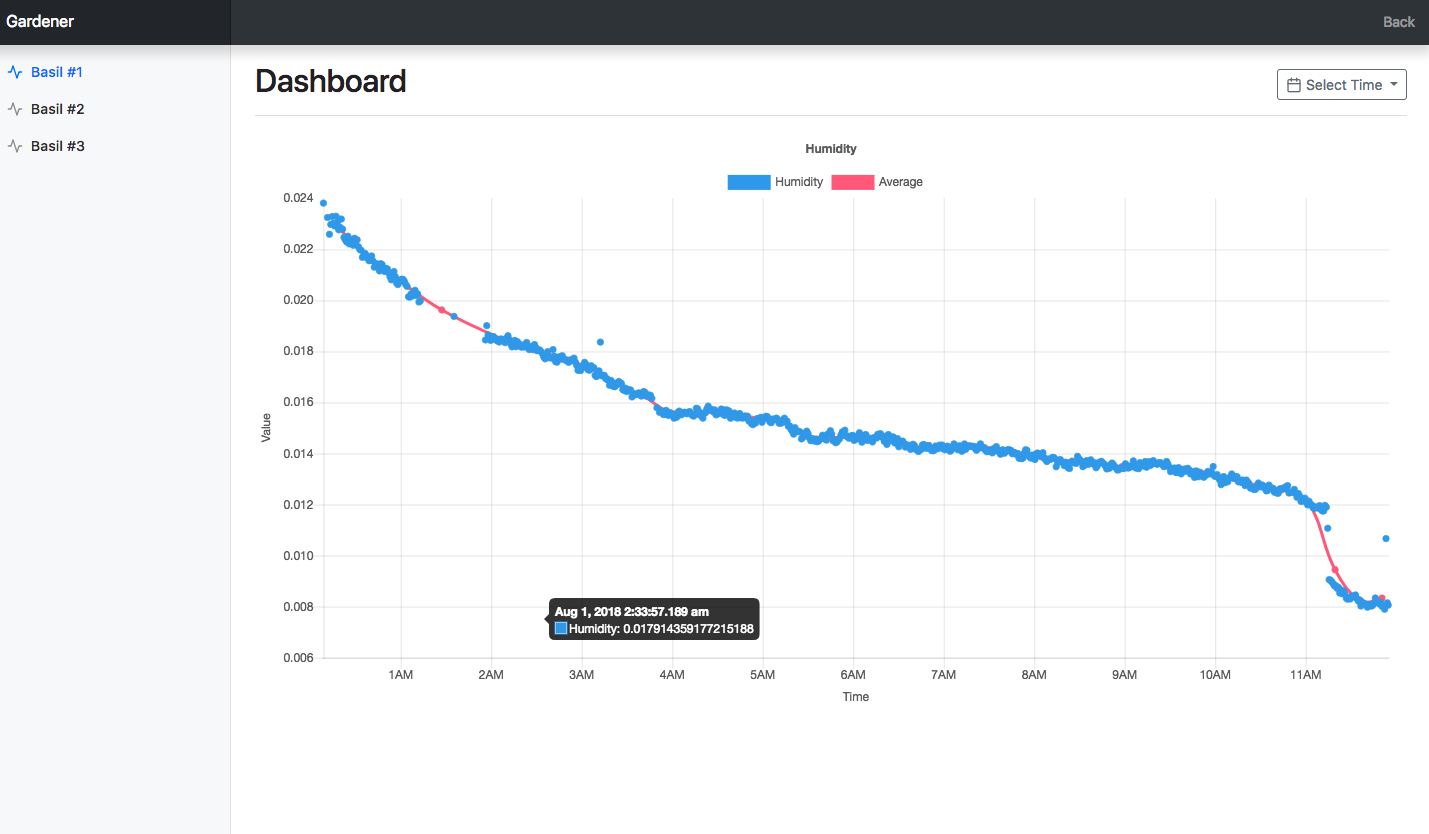 Gardener
Back
Basil #1
Basil #2
Basil #3
Dashboard
Select Time
Humidity
Humidity Average
0.024
0.022
0.020
0.018
0.016
0.014
0.012
0.010
0.008
0.006
Value
Aug 1, 2018 2:33:57.189 am
Humidity: 0.017914359177215188
1AM 2AM 3AM 4AM 5AM 6AM 7AM 8AM 9AM 10AM 11AM
Time